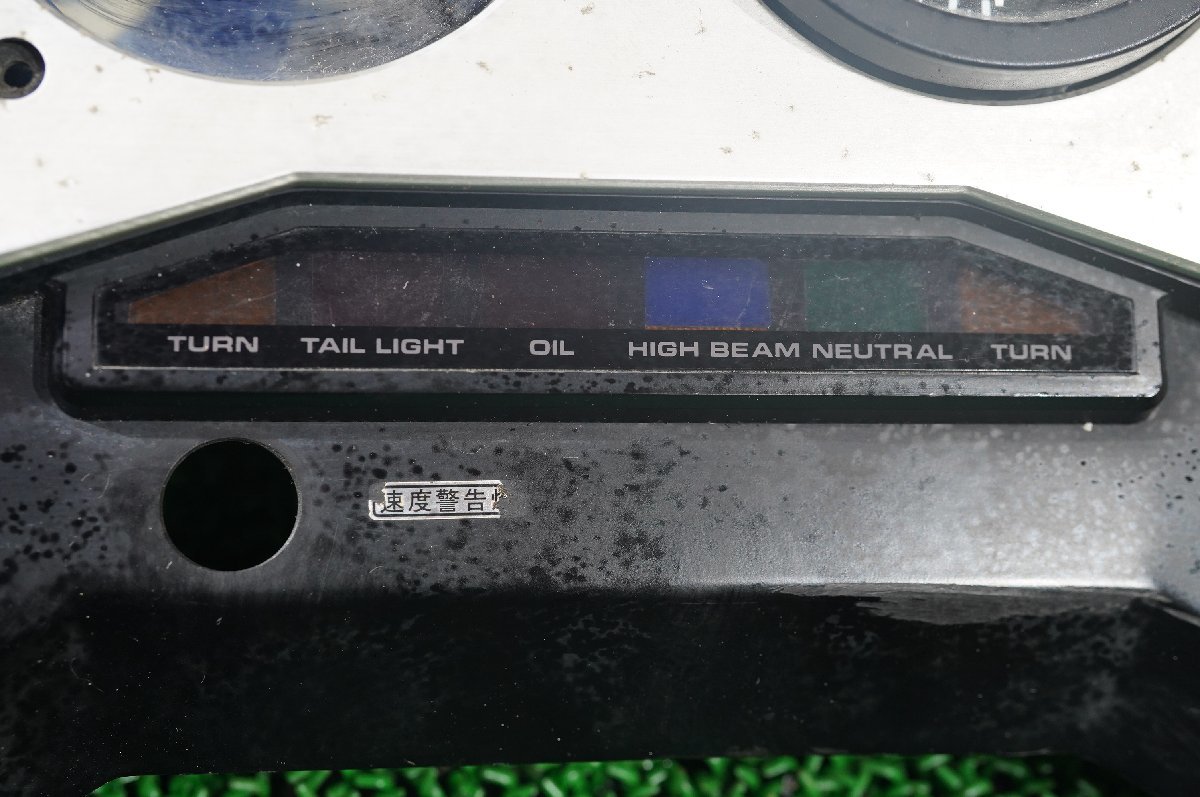 TURN TAIL LIGHT OIL HIGH BEAM NEUTRAL TURN
速度警告